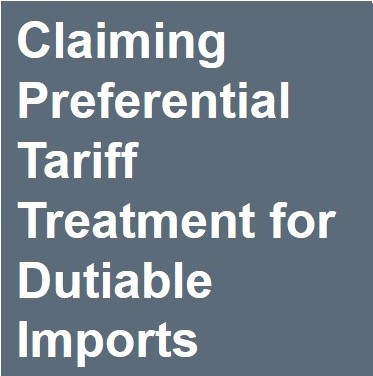 Claiming
Preferential
Tariff
Treatment for
Dutiable
Imports